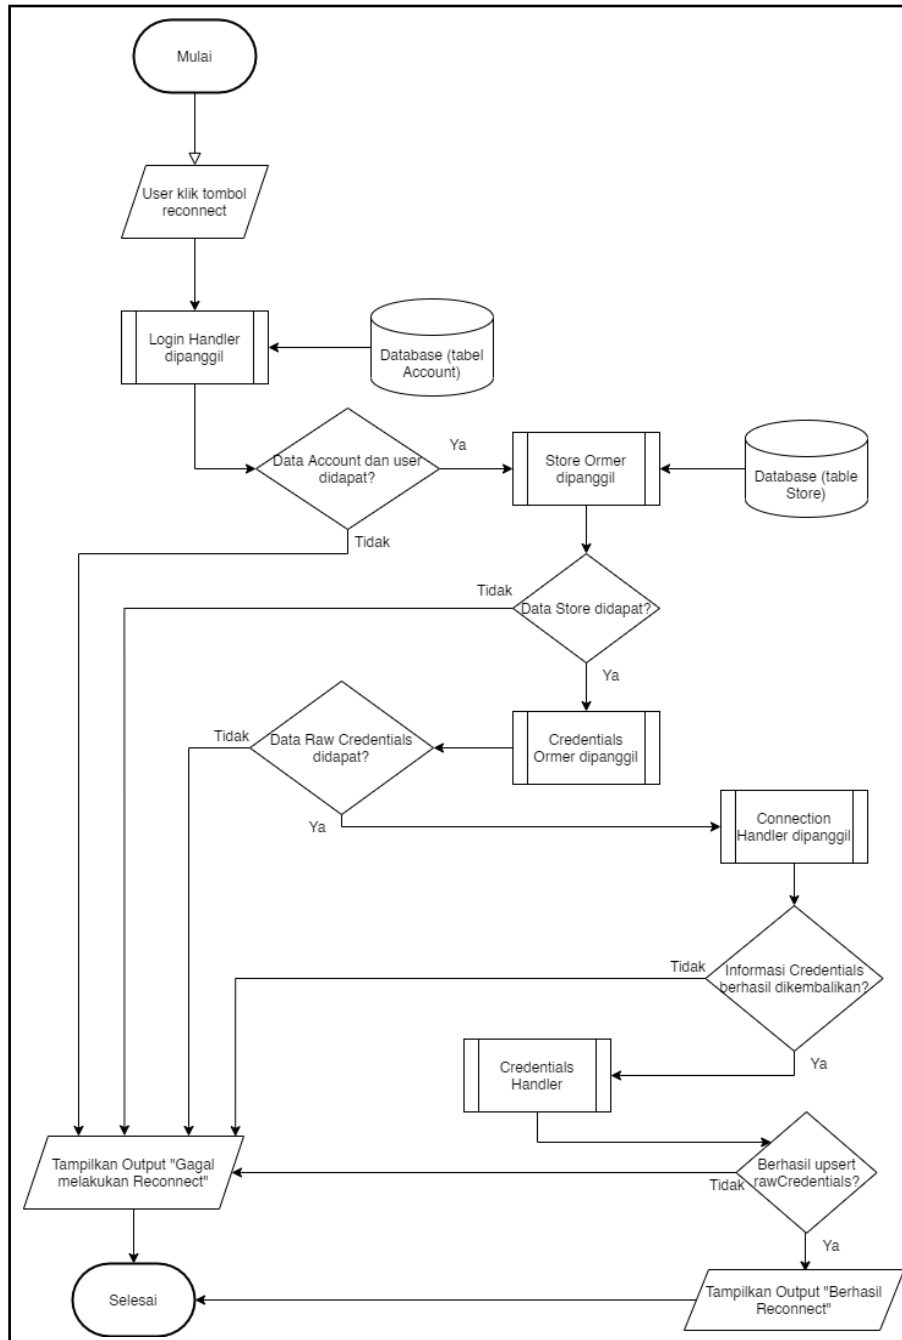 Mulai
User klik tombol
reconnect
Login Handler
dipanggil
Database (tabel
Account)
Data Account dan user
didapat?
Ya
Tidak
Store Ormer
dipanggil
Database (table
Store)
Data Store didapat?
Tidak
Ya
Credentials
Ormer dipanggil
Data Raw Credentials
didapat?
Tidak
Ya
Connection
Handler dipanggil
Informasi Credentials
berhasil dikembalikan?
Tidak
Ya
Credentials
Handler
Berhasil upsert
rawCredentials?
Tidak
Ya
Tampilkan Output "Gagal
melakukan Reconnect"
Tampilkan Output "Berhasil
Reconnect"
Selesai